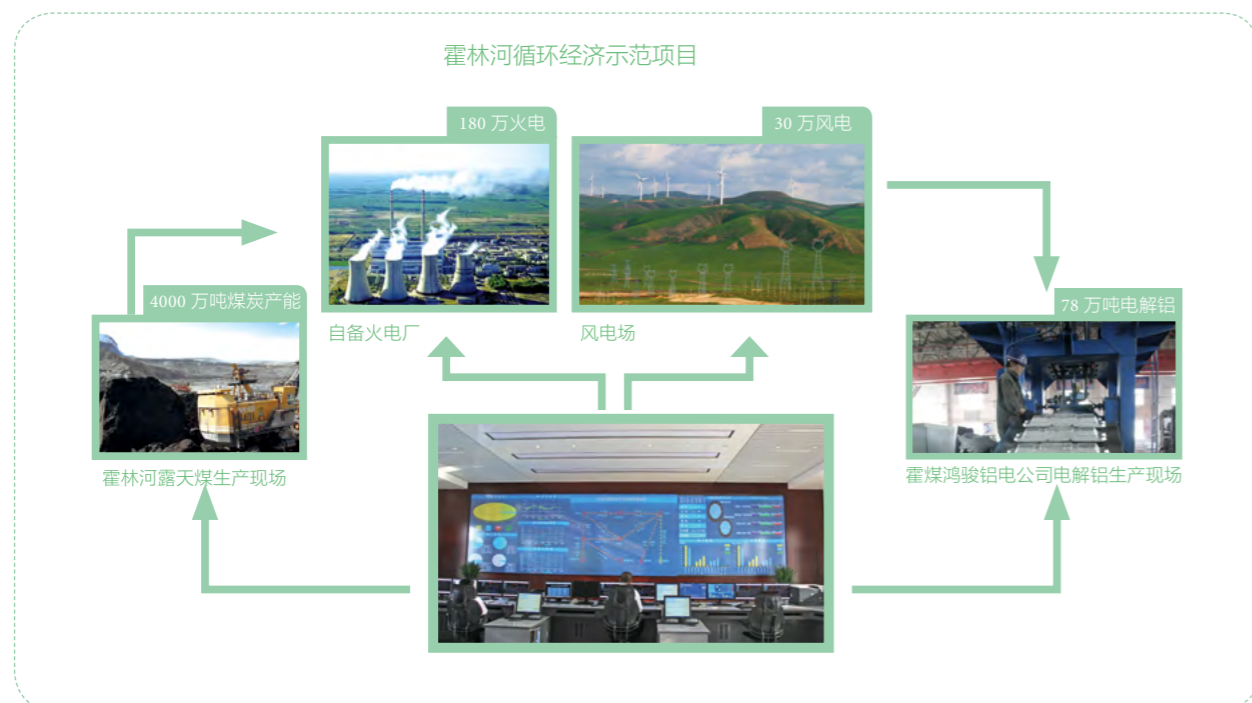 霍林河循环经济示范项目
180 万火电
30 万风电
4000 万吨煤炭产能
78 万吨电解铝
自备火电厂
风电场
霍林河露天煤生产现场
霍煤鸿骏铝电公司电解铝生产现场